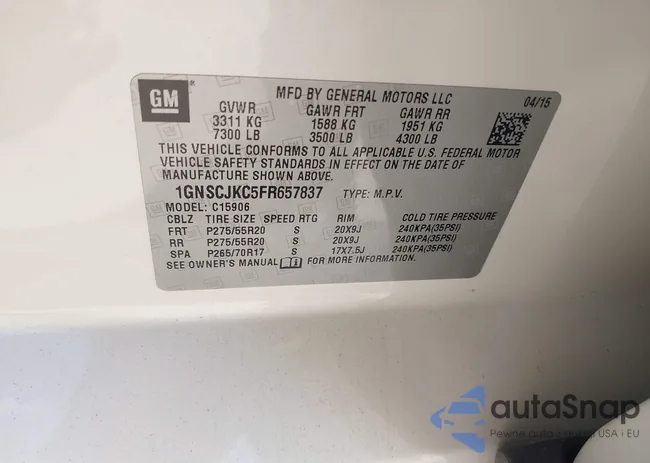 GM
MFD BY GENERAL MOTORS LLC 04/15
GVWR GAWR FRT GAWR RR
3311 KG 1588 KG 1951 KG
7300 LB 3500 LB 4300 LB
THIS VEHICLE CONFORMS TO ALL APPLICABLE U.S. FEDERAL MOTOR
VEHICLE SAFETY STANDARDS IN EFFECT ON THE DATE OF
MANUFACTURE SHOWN ABOVE.
1GNSCJKC5FR657837 TYPE: M.P.V.
MODEL: C15906
CBLZ TIRE SIZE SPEED RTG RIM COLD TIRE PRESSURE
FRT P275/55R20 S 20X9J 240KPA(35PSI)
RR P275/55R20 S 20X9J 240KPA(35PSI)
SPA P265/70R17 S 17X7.5J 240KPA(35PSI)
SEE OWNER'S MANUAL FOR MORE INFORMATION.
autaSnap
Pewne auto USA • EU